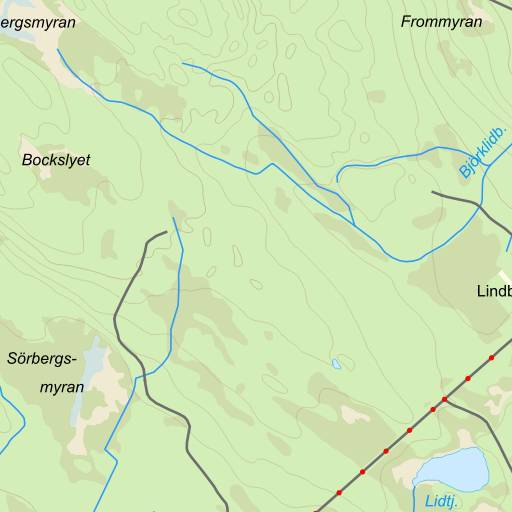 ergsmyran
Frommyran
Björklidb.
Bockslyet
Lindb
Sörbergs-
myran
Lidtj.